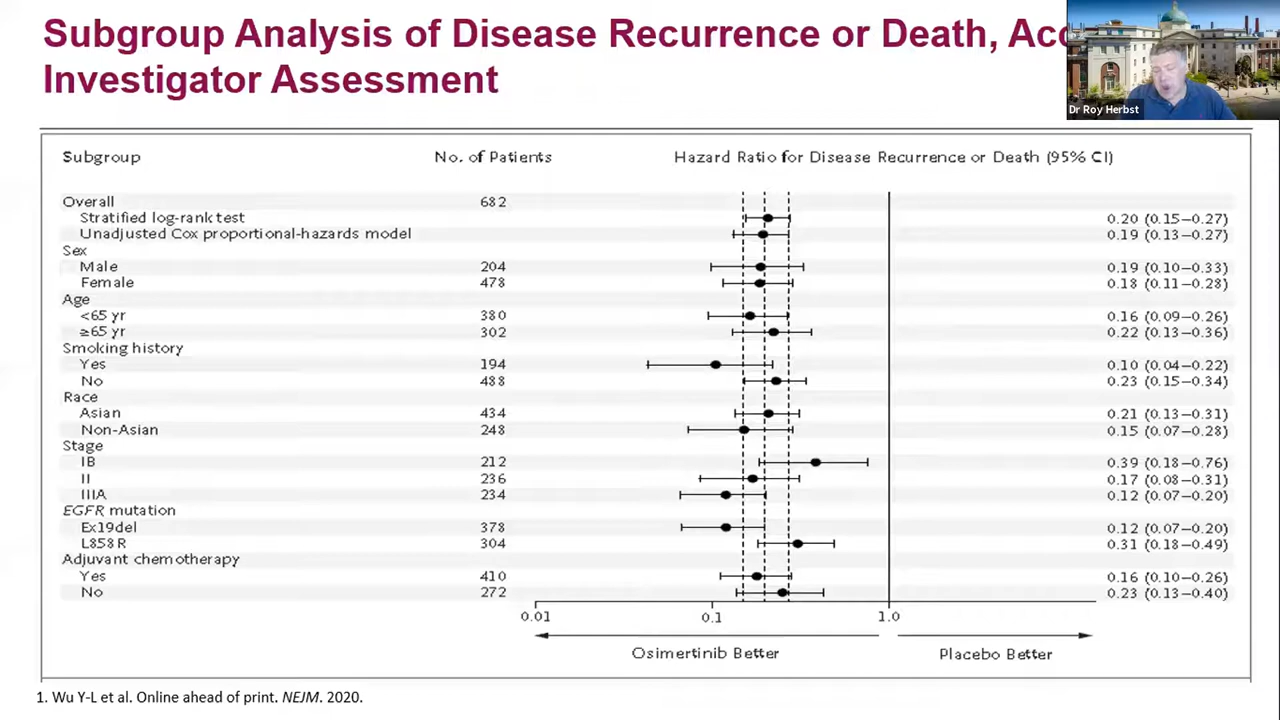 Subgroup Analysis of Disease Recurrence or Death, Acc
Investigator Assessment
Dr Roy Herbst
Subgroup No. of Patients Hazard Ratio for Disease Recurrence or Death (95% CI)
Overall 682
Stratified log-rank test 0.20 (0.15–0.27)
Unadjusted Cox proportional-hazards model 0.19 (0.13–0.27)
Sex
Male 204 0.19 (0.10–0.33)
Female 478 0.18 (0.11–0.28)
Age
<65 yr 380 0.16 (0.09–0.26)
≥65 yr 302 0.22 (0.13–0.36)
Smoking history
Yes 194 0.10 (0.04–0.22)
No 488 0.23 (0.15–0.34)
Race
Asian 434 0.21 (0.13–0.31)
Non-Asian 248 0.15 (0.07–0.28)
Stage
IB 212 0.39 (0.18–0.76)
II 236 0.17 (0.08–0.31)
IIIA 234 0.12 (0.07–0.20)
EGFR mutation
Ex19del 378 0.12 (0.07–0.20)
L858R 304 0.31 (0.18–0.49)
Adjuvant chemotherapy
Yes 410 0.16 (0.10–0.26)
No 272 0.23 (0.13–0.40)
0.01 0.1 1.0
Osimertinib Better Placebo Better
1. Wu Y-L et al. Online ahead of print. NEJM. 2020.